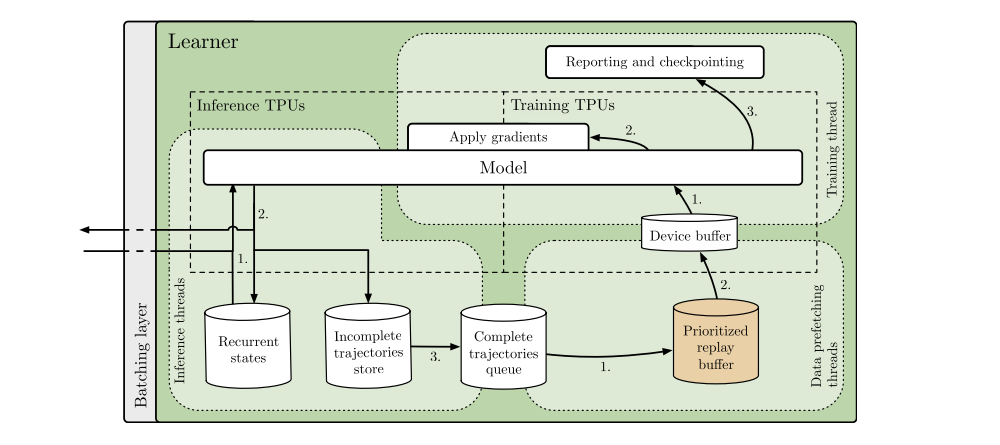 Learner
Reporting and checkpointing
Inference TPUs
Training TPUs
3.
Apply gradients
2.
Model
Training thread
2.
1.
1.
Device buffer
2.
Inference threads
Batching layer
Recurrent
states
Incomplete
trajectories
store
3.
Complete
trajectories
queue
1.
Prioritized
replay
buffer
Data prefetching
threads